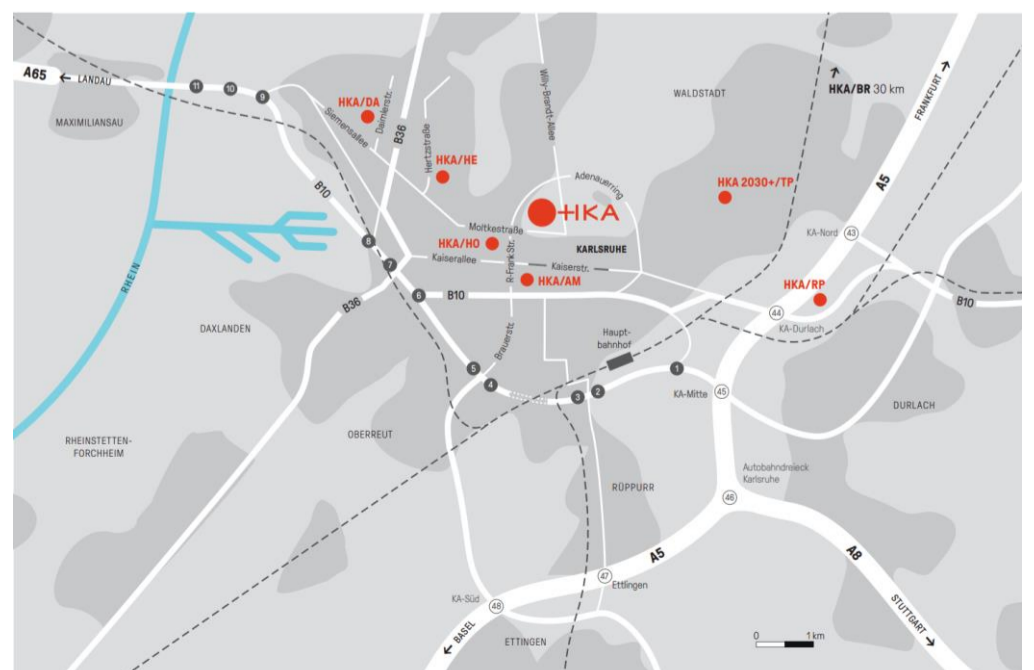 A65
← LANDAU
11
10
9
MAXIMILIANSAU
HKA/DA
Siemensallee
Daimlerstr.
B36
Hertzstraße
HKA/HE
Willy-Brandt-Allee
WALDSTADT
HKA/BR 30 km
FRANKFURT →
A5
HKA 2030+/TP
Adenauerring
HKA
Moltkestraße
KARLSRUHE
HKA/HO
Kaiserallee
R-Frank Str.
Kaiserstr.
HKA/AM
KA-Nord
43
B10
8
7
6
B10
B36
RHEIN
HKA/RP
44
KA-Durlach
B10
DAXLANDEN
Haupt-
bahnhof
Brauerstr.
5
4
3
2
1
KA-Mitte
45
DURLACH
RHEINSTETTEN-
FORCHHEIM
OBERREUT
RÜPPURR
Autobahndreieck
Karlsruhe
46
A5
A8
47
Ettlingen
KA-Süd
48
← BASEL
ETTINGEN
STUTTGART →
0
1 km